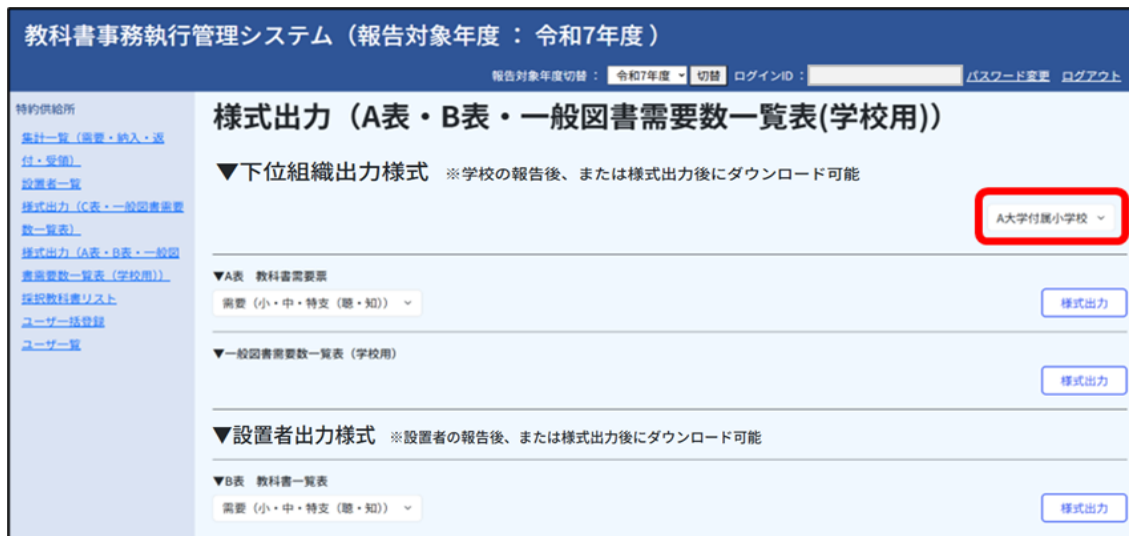 教科書事務執行管理システム（報告対象年度 ： 令和7年度 ）
報告対象年度切替 ： 令和7年度 切替 ログインID ： パスワード変更 ログアウト
特約供給所
集計一覧（需要・納入・返
付・受領）
設置者一覧
様式出力（C表・一般図書需要
数一覧表）
様式出力（A表・B表・一般図
書需要数一覧表（学校用））
採択教科書リスト
ユーザ一括登録
ユーザ一覧
様式出力（A表・B表・一般図書需要数一覧表(学校用)）
▼下位組織出力様式 ※学校の報告後、または様式出力後にダウンロード可能
A大学付属小学校
▼A表 教科書需要票
需要（小・中・特支（聴・知））
様式出力
▼一般図書需要数一覧表（学校用）
様式出力
▼設置者出力様式 ※設置者の報告後、または様式出力後にダウンロード可能
▼B表 教科書一覧表
需要（小・中・特支（聴・知））
様式出力